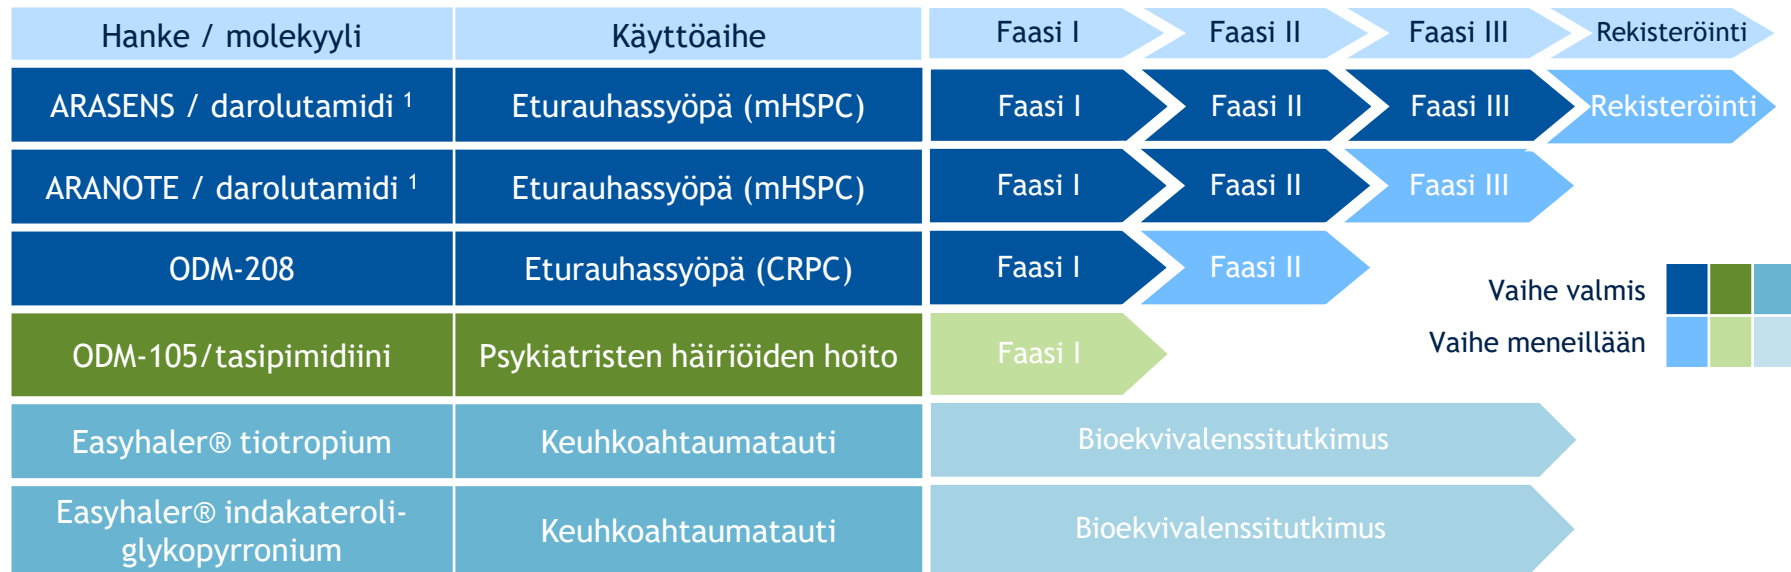 Hanke / molekyyli Käyttöaihe Faasi I Faasi II Faasi III Rekisteröinti
ARASENS / darolutamidi ¹ Eturauhassyöpä (mHSPC) Faasi I Faasi II Faasi III Rekisteröinti
ARANOTE / darolutamidi ¹ Eturauhassyöpä (mHSPC) Faasi I Faasi II Faasi III
ODM-208 Eturauhassyöpä (CRPC) Faasi I Faasi II
Vaihe valmis
Vaihe meneillään
ODM-105/tasipimidiini Psykiatristen häiriöiden hoito Faasi I
Easyhaler® tiotropium Keuhkoahtaumatauti Bioekvivalenssitutkimus
Easyhaler® indakateroli-
glykopyrronium Keuhkoahtaumatauti Bioekvivalenssitutkimus